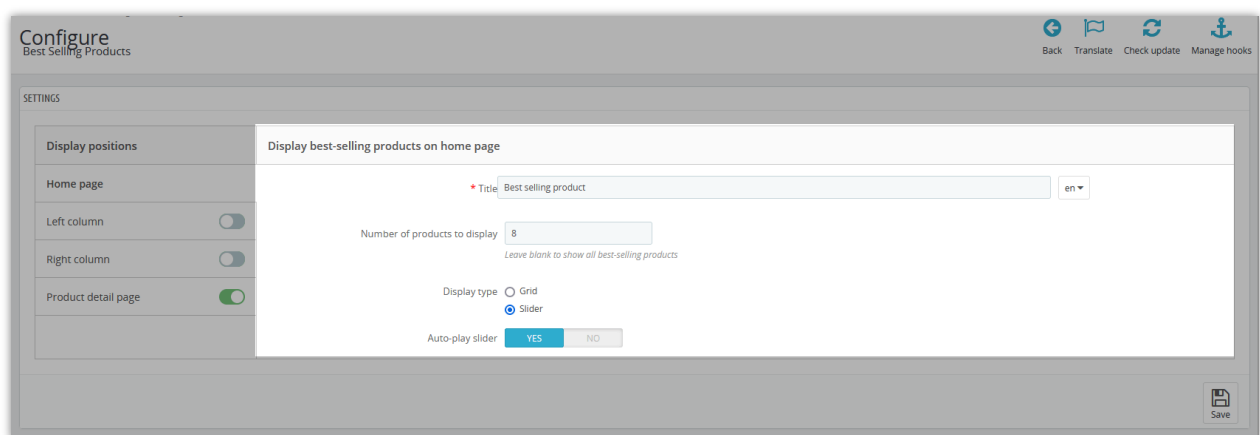 Configure
Best Selling Products
Back Translate Check update Manage hooks
SETTINGS
Display positions
Home page
Left column
Right column
Product detail page
Display best-selling products on home page
* Title Best selling product en
Number of products to display 8
Leave blank to show all best-selling products
Display type Grid
Slider
Auto-play slider YES NO
Save